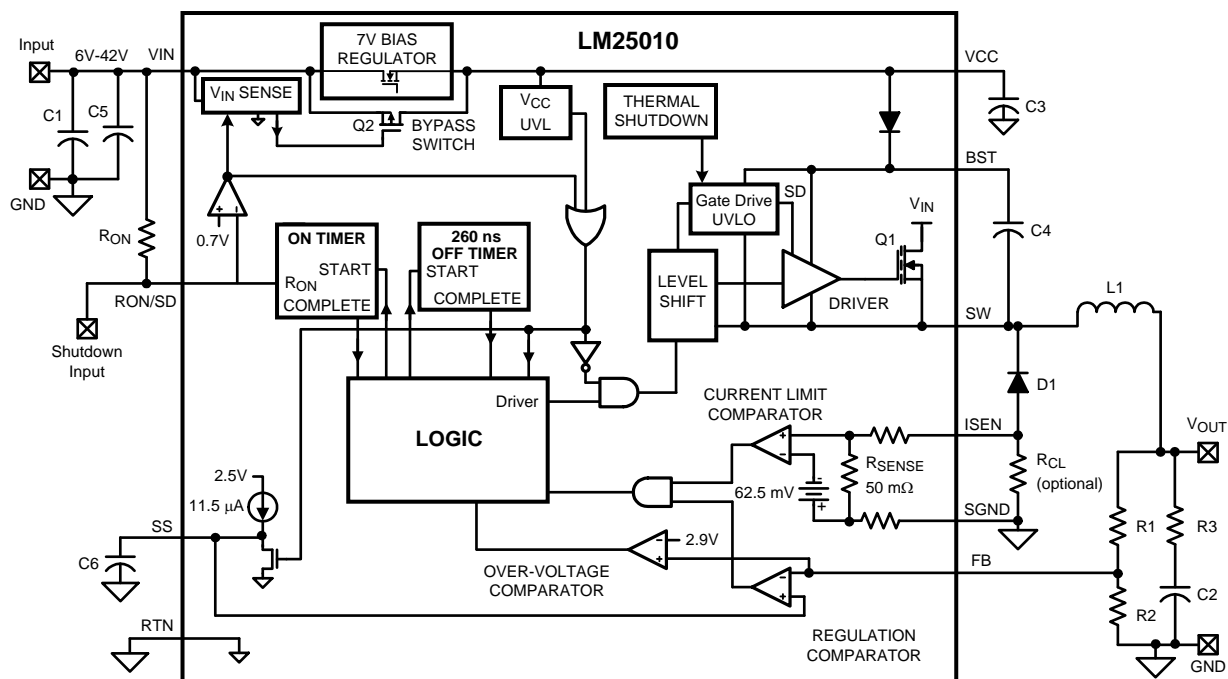 LM25010
Input
6V-42V
VIN
7V BIAS
REGULATOR
VCC
VIN SENSE
VCC
UVL
THERMAL
SHUTDOWN
C1
C5
C3
Q2
BYPASS
SWITCH
BST
GND
SD
Gate Drive
UVLO
VIN
Q1
C4
RON
0.7V
ON TIMER
START
RON
COMPLETE
260 ns
OFF TIMER
START
COMPLETE
LEVEL
SHIFT
DRIVER
L1
RON/SD
SW
Shutdown
Input
Driver
LOGIC
CURRENT LIMIT
COMPARATOR
D1
ISEN
VOUT
2.5V
11.5 μA
RSENSE
50 mΩ
62.5 mV
-
+
RCL
(optional)
SS
SGND
R1
R3
2.9V
C6
FB
OVER-VOLTAGE
COMPARATOR
R2
C2
RTN
REGULATION
COMPARATOR
GND